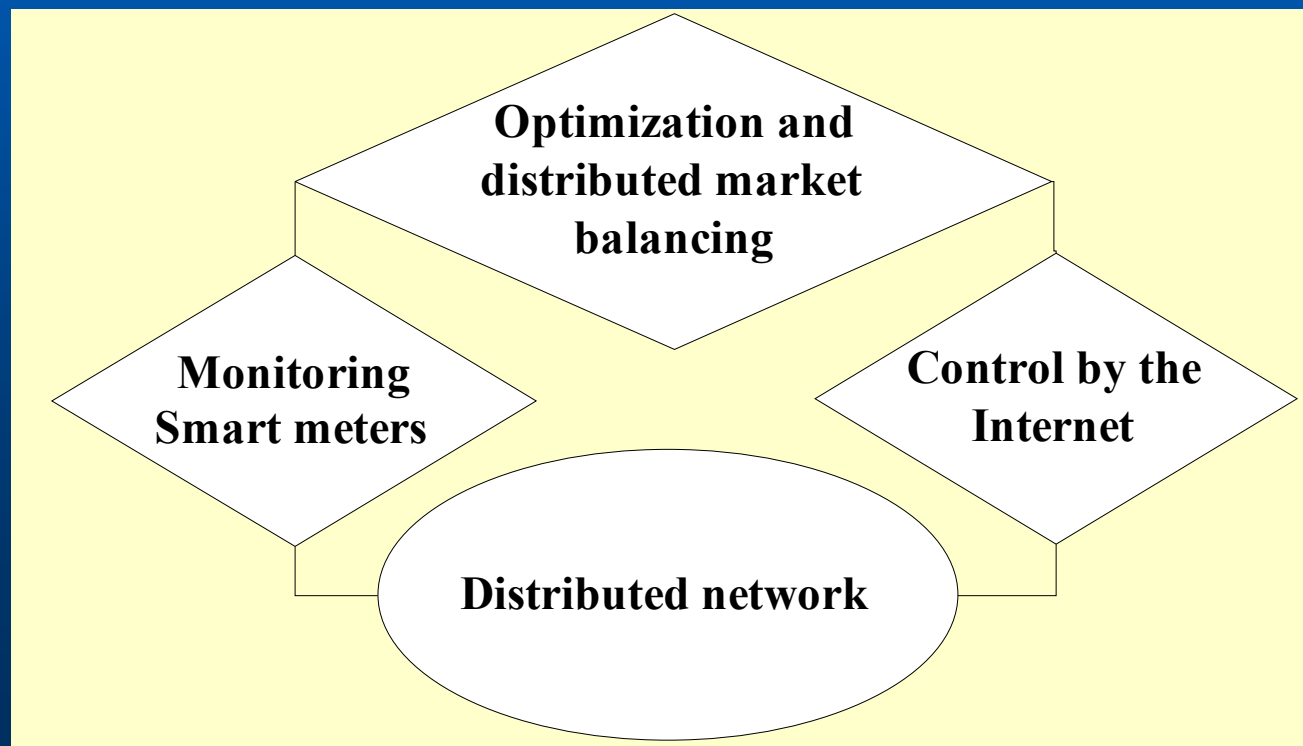 Optimization and
distributed market
balancing
Monitoring
Smart meters
Control by the
Internet
Distributed network